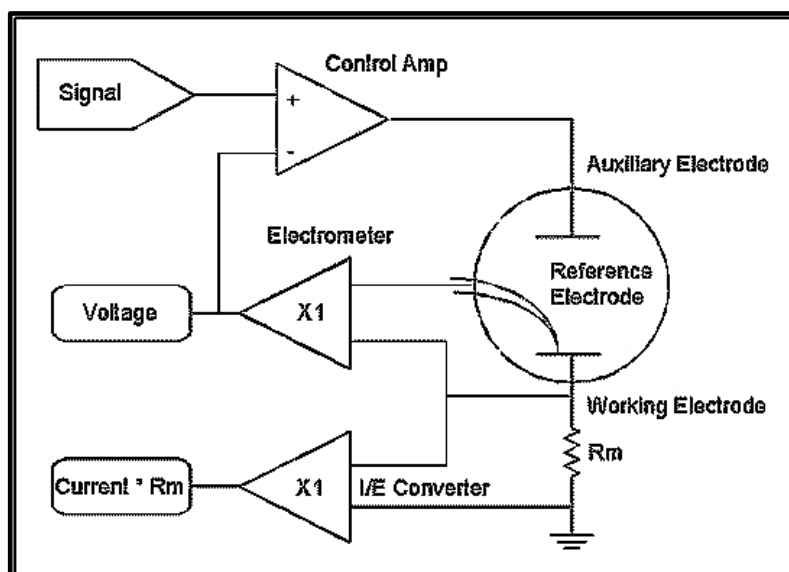 Control Amp
Signal
+
-
Auxiliary Electrode
Electrometer
Reference
Electrode
Voltage
X1
Working Electrode
Rm
Current * Rm
X1
I/E Converter